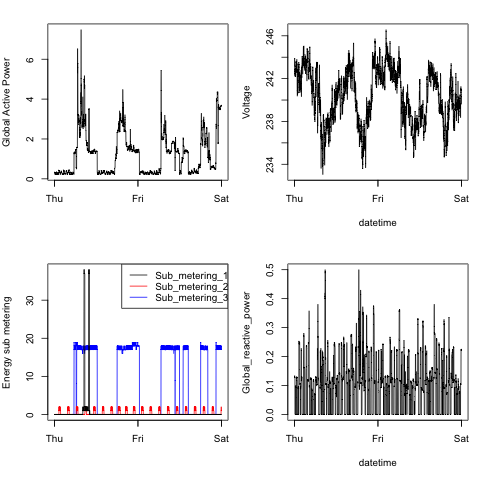 Global Active Power
0 2 4 6
Thu Fri Sat
Voltage
234 238 242 246
Thu Fri Sat
datetime
Energy sub metering
0 10 20 30
Sub_metering_1
Sub_metering_2
Sub_metering_3
Thu Fri Sat
Global_reactive_power
0.0 0.1 0.2 0.3 0.4 0.5
Thu Fri Sat
datetime